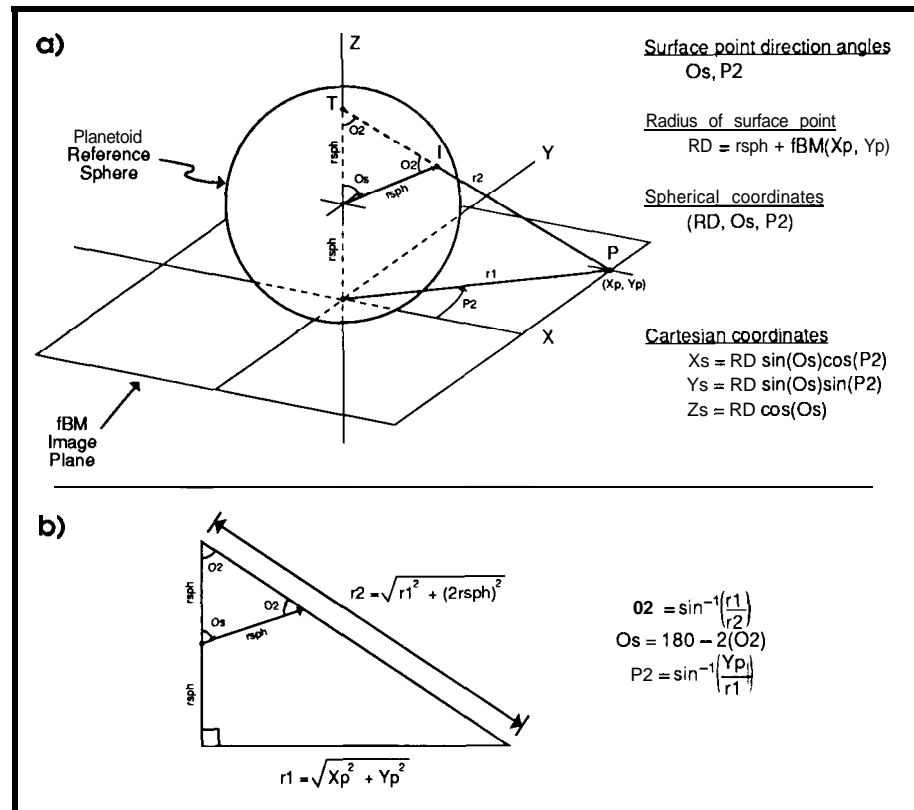 a)
Z
Surface point direction angles
Os, P2
T
O2
Planetoid
Reference
Sphere
rsph
O2
I
Y
Radius of surface point
RD = rsph + fBM(Xp, Yp)
Os
rsph
r2
Spherical coordinates
(RD, Os, P2)
rsph
P
r1
(Xp, Yp)
P2
X
Cartesian coordinates
Xs = RD sin(Os)cos(P2)
Ys = RD sin(Os)sin(P2)
Zs = RD cos(Os)
fBM
Image
Plane
b)
O2
rsph
r2 = √r1² + (2rsph)²
O2
Os
rsph
rsph
02 = sin⁻¹(r1/r2)
Os = 180 – 2(O2)
P2 = sin⁻¹(Yp/r1)
r1 = √Xp² + Yp²